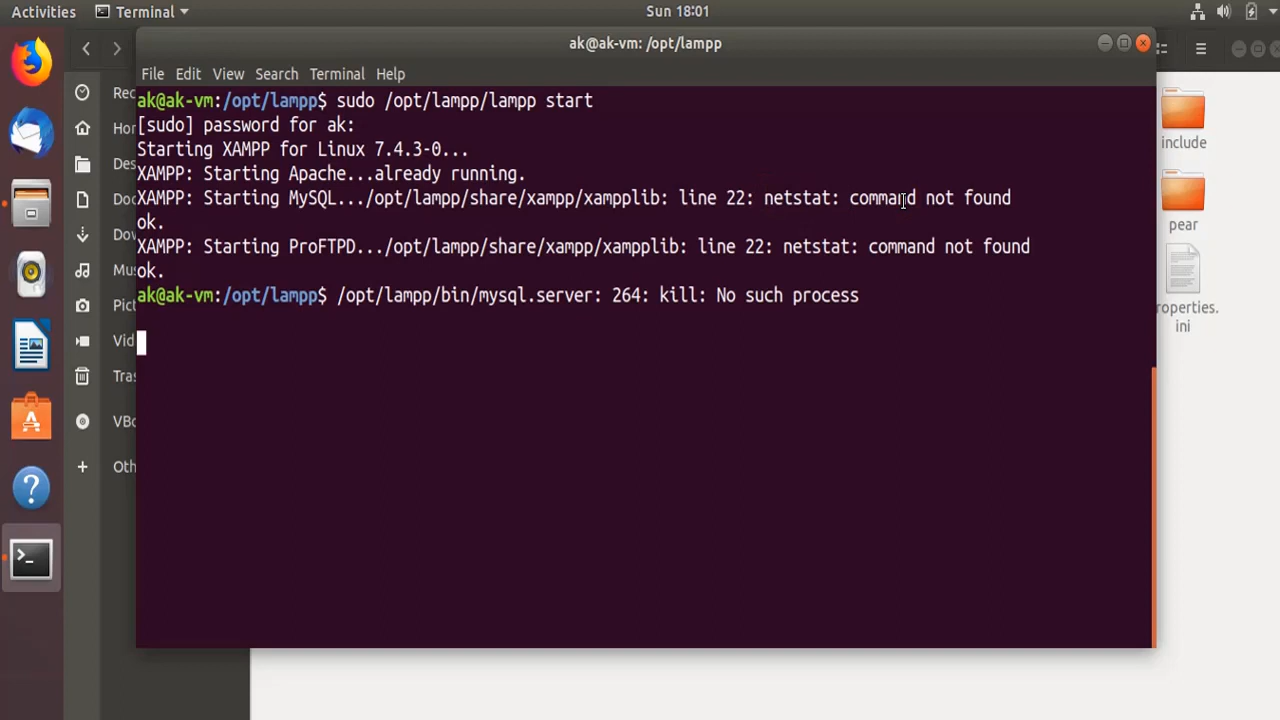 Activities Terminal Sun 18:01
ak@ak-vm: /opt/lampp
File Edit View Search Terminal Help
ak@ak-vm:/opt/lampp$ sudo /opt/lampp/lampp start
[sudo] password for ak:
Starting XAMPP for Linux 7.4.3-0...
XAMPP: Starting Apache...already running.
XAMPP: Starting MySQL.../opt/lampp/share/xampp/xampplib: line 22: netstat: command not found
ok.
XAMPP: Starting ProFTPD.../opt/lampp/share/xampp/xampplib: line 22: netstat: command not found
ok.
ak@ak-vm:/opt/lampp$ /opt/lampp/bin/mysql.server: 264: kill: No such process
Rec
Hor
Des
Doc
Dov
Mus
Pict
Vid
Tras
VBo
Oth
include
pear
roperties.
ini